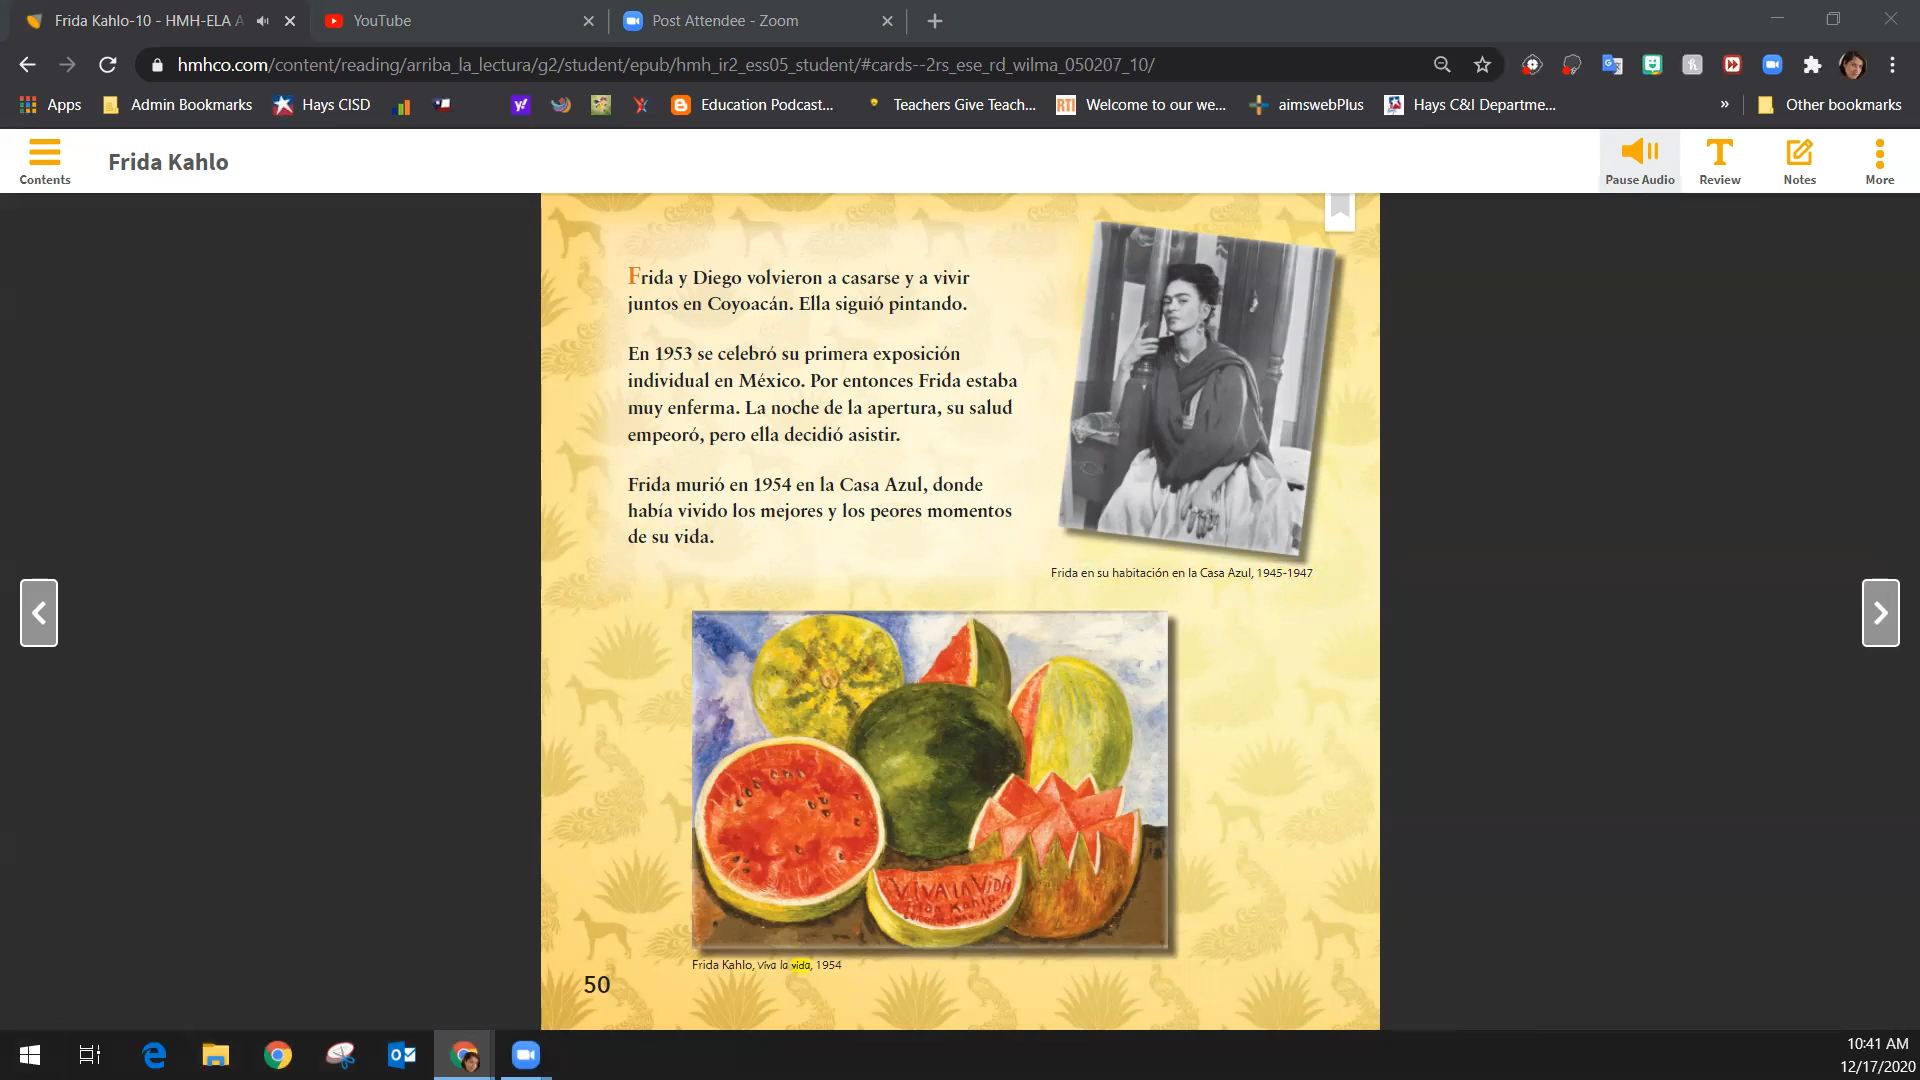 Frida Kahlo-10 - HMH-ELA A
YouTube
Post Attendee - Zoom
hmhco.com/content/reading/arriba_la_lectura/g2/student/epub/hmh_ir2_ess05_student/#cards--2rs_ese_rd_wilma_050207_10/
Apps
Admin Bookmarks
Hays CISD
Education Podcast...
Teachers Give Teach...
RTI
Welcome to our we...
aimswebPlus
Hays C&I Departme...
»
Other bookmarks
Contents
Frida Kahlo
Pause Audio
Review
Notes
More
Frida y Diego volvieron a casarse y a vivir
juntos en Coyoacán. Ella siguió pintando.
En 1953 se celebró su primera exposición
individual en México. Por entonces Frida estaba
muy enferma. La noche de la apertura, su salud
empeoró, pero ella decidió asistir.
Frida murió en 1954 en la Casa Azul, donde
había vivido los mejores y los peores momentos
de su vida.
Frida en su habitación en la Casa Azul, 1945-1947
VIVA LA VIDA
Frida Kahlo
Frida Kahlo, Viva la vida, 1954
50
10:41 AM
12/17/2020